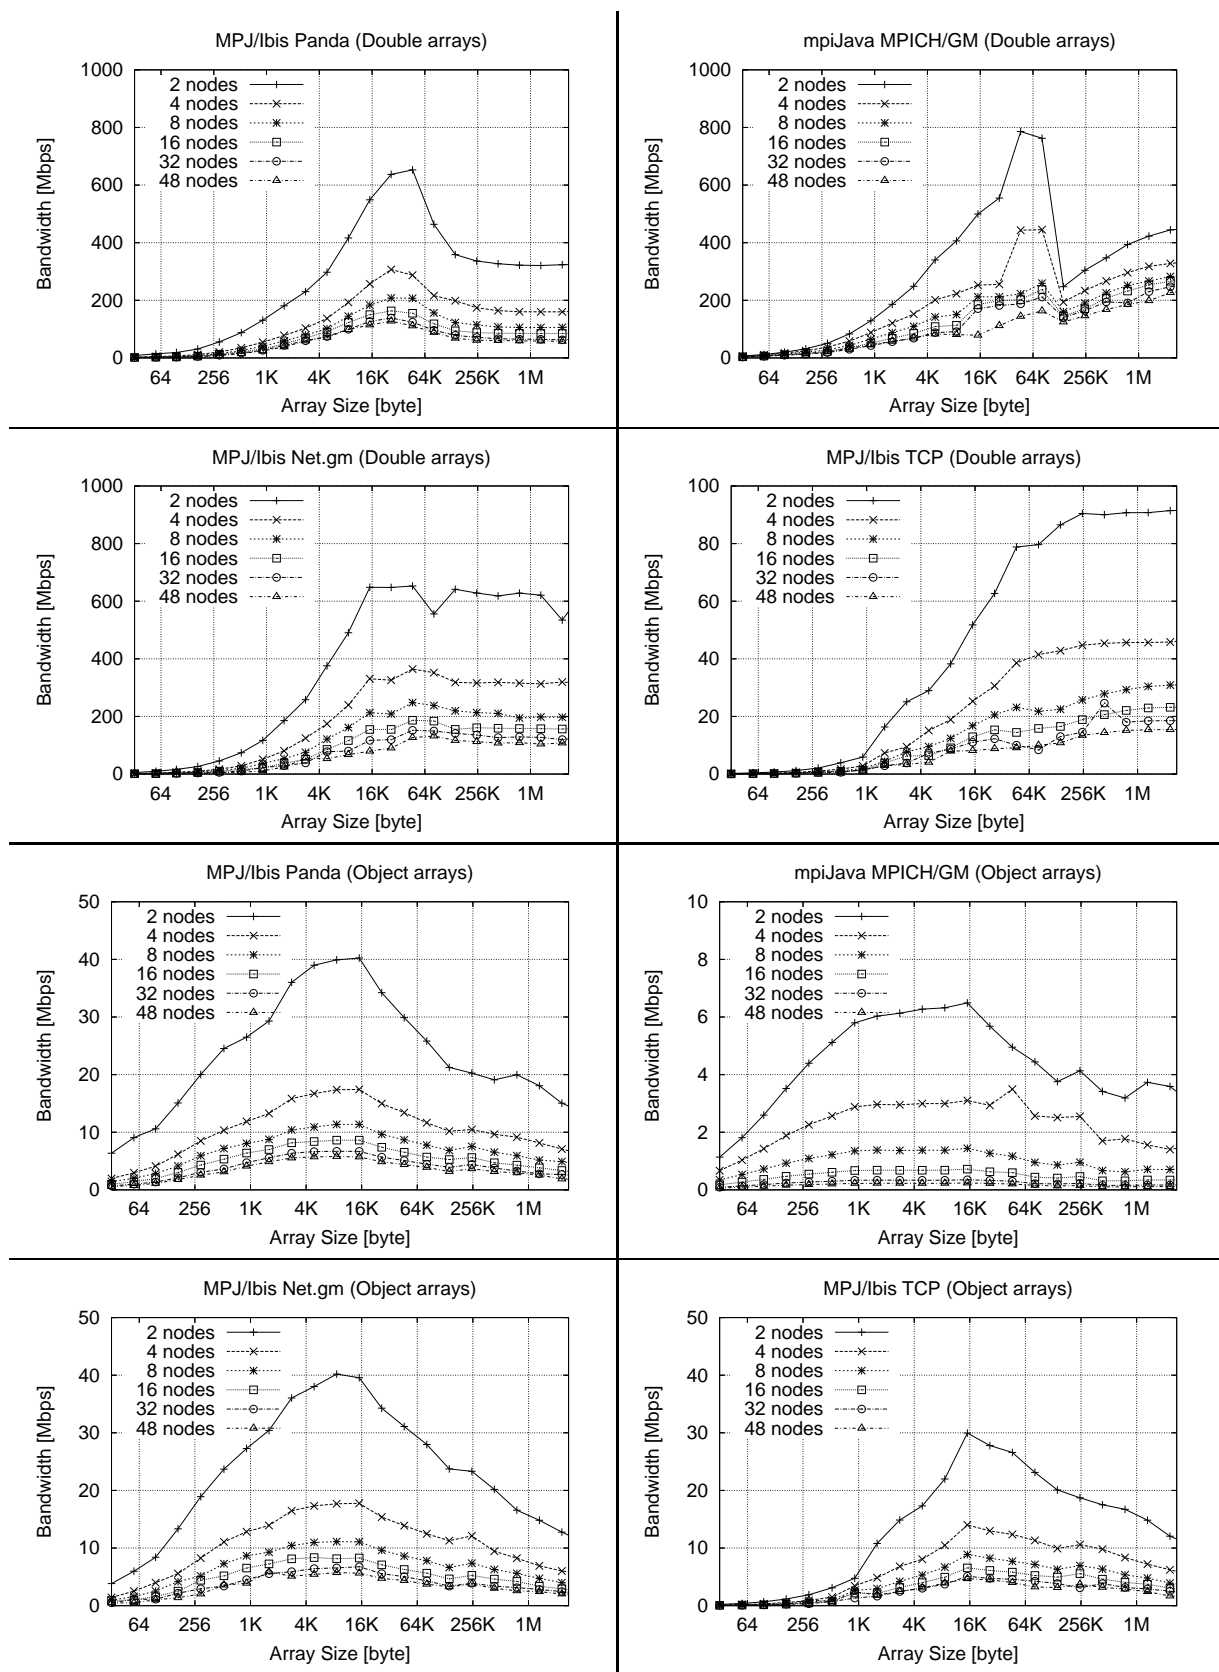 MPJ/Ibis Panda (Double arrays)
1000
800
600
400
200
0
Bandwidth [Mbps]
2 nodes
4 nodes
8 nodes
16 nodes
32 nodes
48 nodes
64 256 1K 4K 16K 64K 256K 1M
Array Size [byte]
mpiJava MPICH/GM (Double arrays)
1000
800
600
400
200
0
Bandwidth [Mbps]
2 nodes
4 nodes
8 nodes
16 nodes
32 nodes
48 nodes
64 256 1K 4K 16K 64K 256K 1M
Array Size [byte]
MPJ/Ibis Net.gm (Double arrays)
1000
800
600
400
200
0
Bandwidth [Mbps]
2 nodes
4 nodes
8 nodes
16 nodes
32 nodes
48 nodes
64 256 1K 4K 16K 64K 256K 1M
Array Size [byte]
MPJ/Ibis TCP (Double arrays)
100
80
60
40
20
0
Bandwidth [Mbps]
2 nodes
4 nodes
8 nodes
16 nodes
32 nodes
48 nodes
64 256 1K 4K 16K 64K 256K 1M
Array Size [byte]
MPJ/Ibis Panda (Object arrays)
50
40
30
20
10
0
Bandwidth [Mbps]
2 nodes
4 nodes
8 nodes
16 nodes
32 nodes
48 nodes
64 256 1K 4K 16K 64K 256K 1M
Array Size [byte]
mpiJava MPICH/GM (Object arrays)
10
8
6
4
2
0
Bandwidth [Mbps]
2 nodes
4 nodes
8 nodes
16 nodes
32 nodes
48 nodes
64 256 1K 4K 16K 64K 256K 1M
Array Size [byte]
MPJ/Ibis Net.gm (Object arrays)
50
40
30
20
10
0
Bandwidth [Mbps]
2 nodes
4 nodes
8 nodes
16 nodes
32 nodes
48 nodes
64 256 1K 4K 16K 64K 256K 1M
Array Size [byte]
MPJ/Ibis TCP (Object arrays)
50
40
30
20
10
0
Bandwidth [Mbps]
2 nodes
4 nodes
8 nodes
16 nodes
32 nodes
48 nodes
64 256 1K 4K 16K 64K 256K 1M
Array Size [byte]